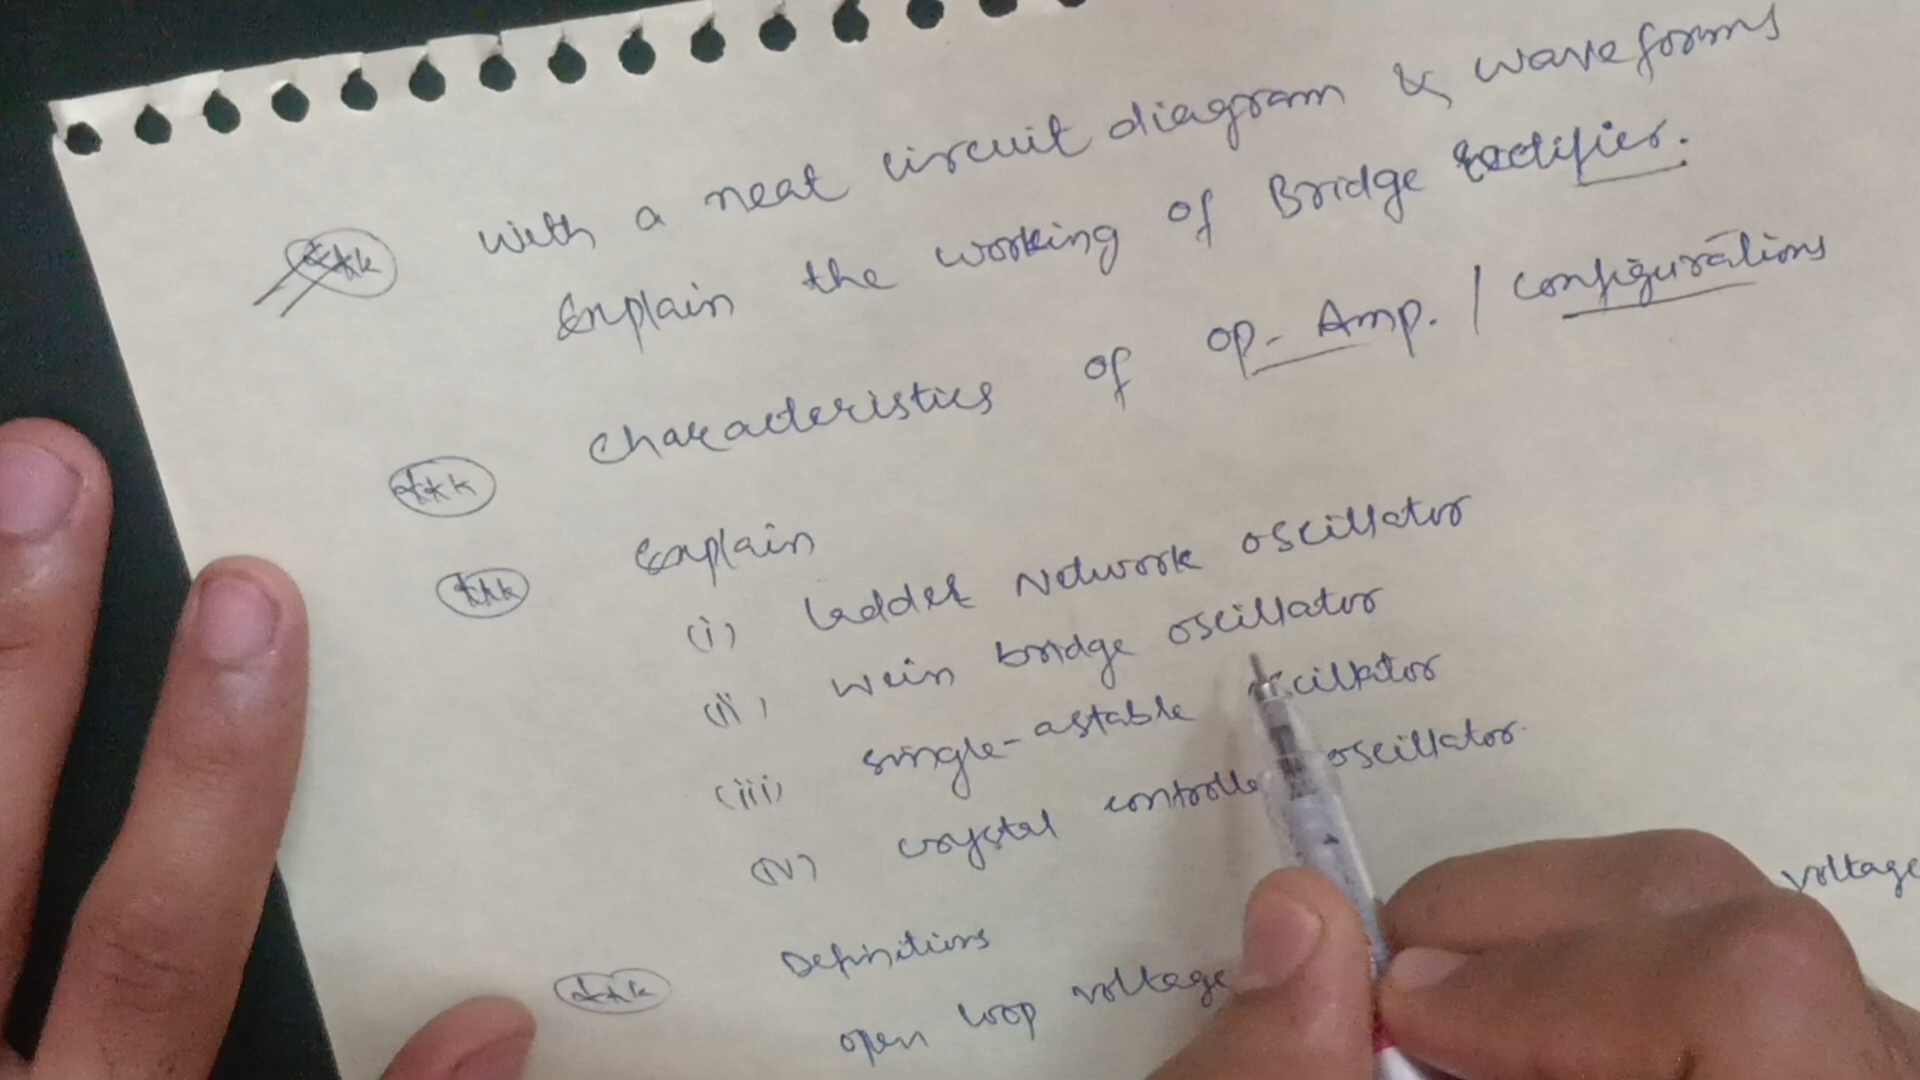 *** With a neat circuit diagram & waveforms
Explain the working of Bridge rectifier.
*** characteristics of op-Amp. / configurations
*** Explain
(i) Ladder Network oscillator
(ii) wein bridge oscillator
(iii) single-astable oscillator
(iv) crystal controlle oscillator.
*** Definitions
open loop voltage voltage